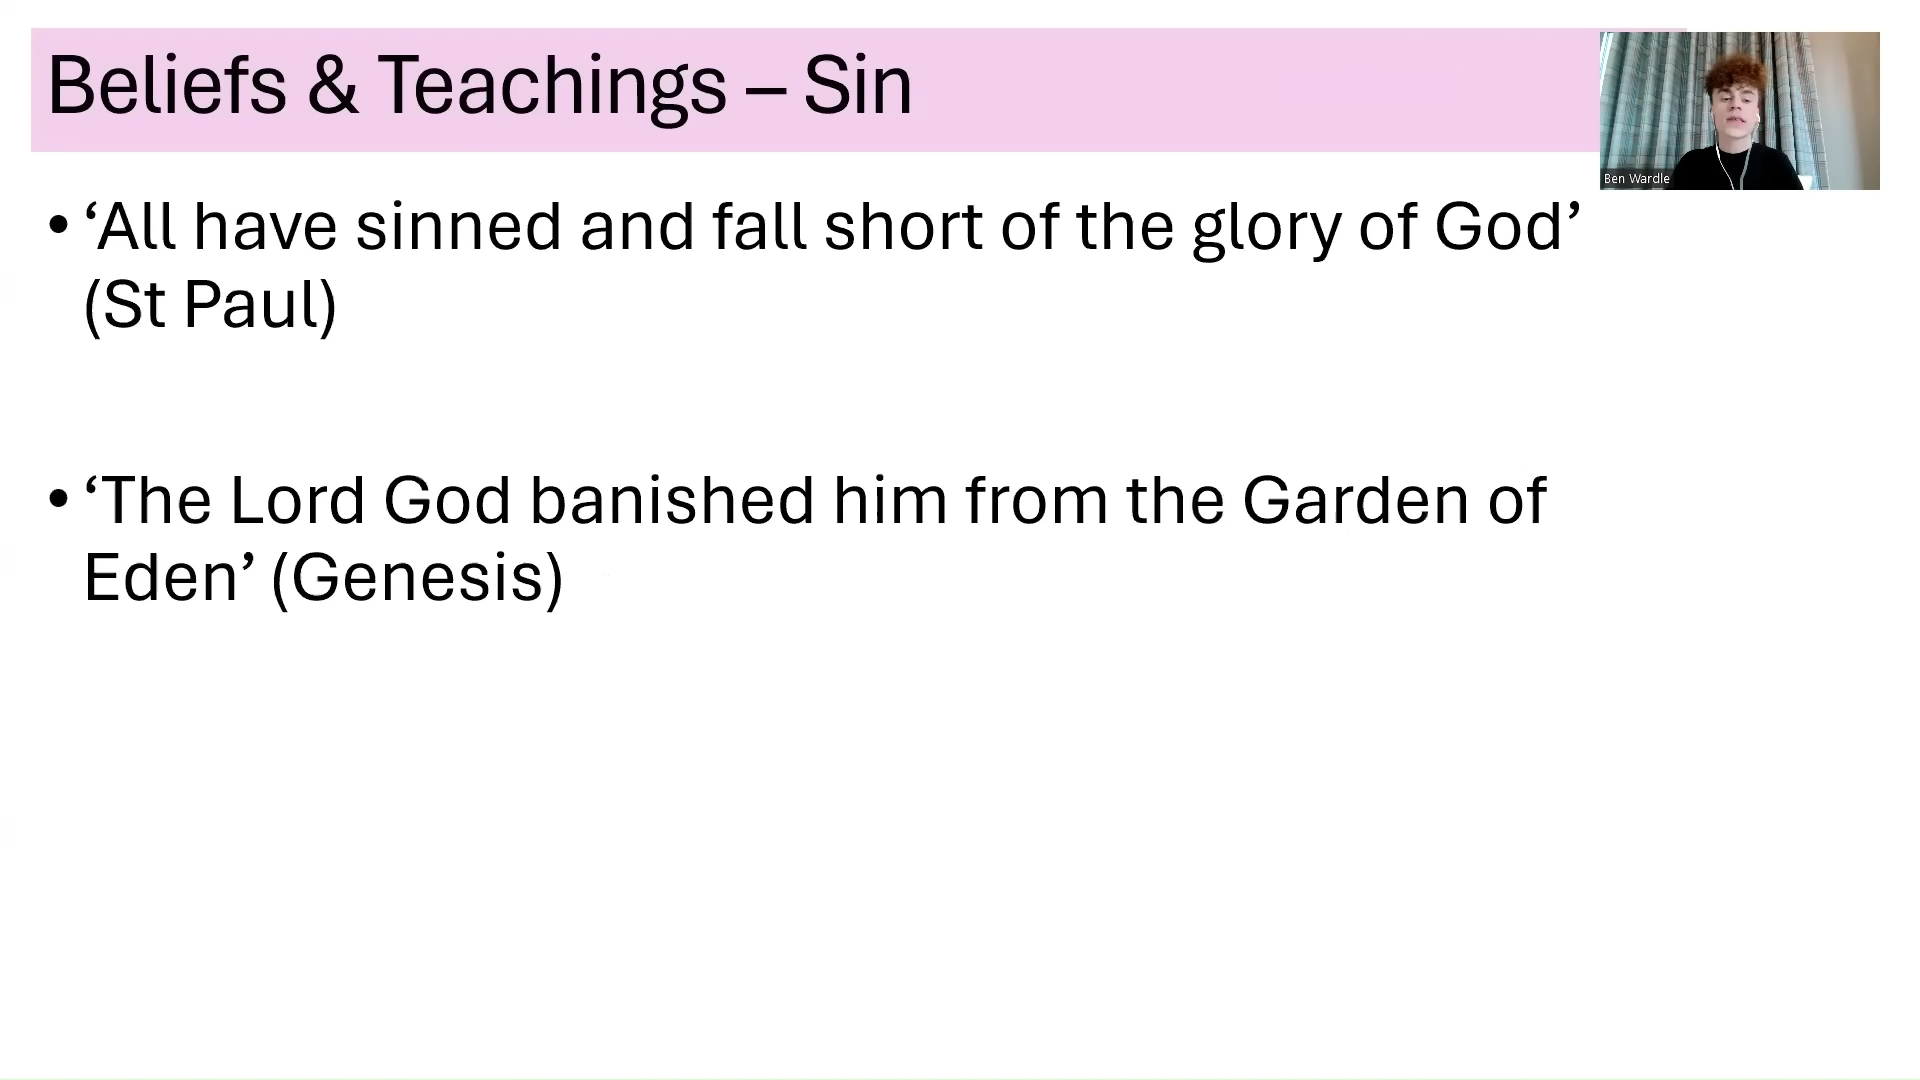 Beliefs & Teachings – Sin
Ben Wardle
• ‘All have sinned and fall short of the glory of God’
(St Paul)
• ‘The Lord God banished him from the Garden of
Eden’ (Genesis)